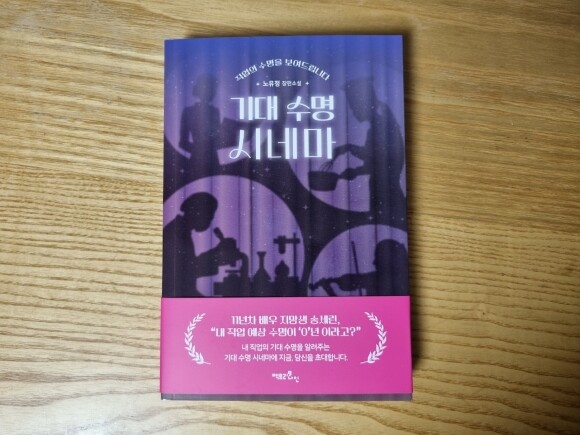 직업의 수명을 보여드립니다
노유정 장편소설
기대 수명
시네마
11년차 배우 지망생 송채린,
"내 직업 예상 수명이 '0'년 이라고?"
내 직업의 기대 수명을 알려주는
기대 수명 시네마에 지금, 당신을 초대합니다.